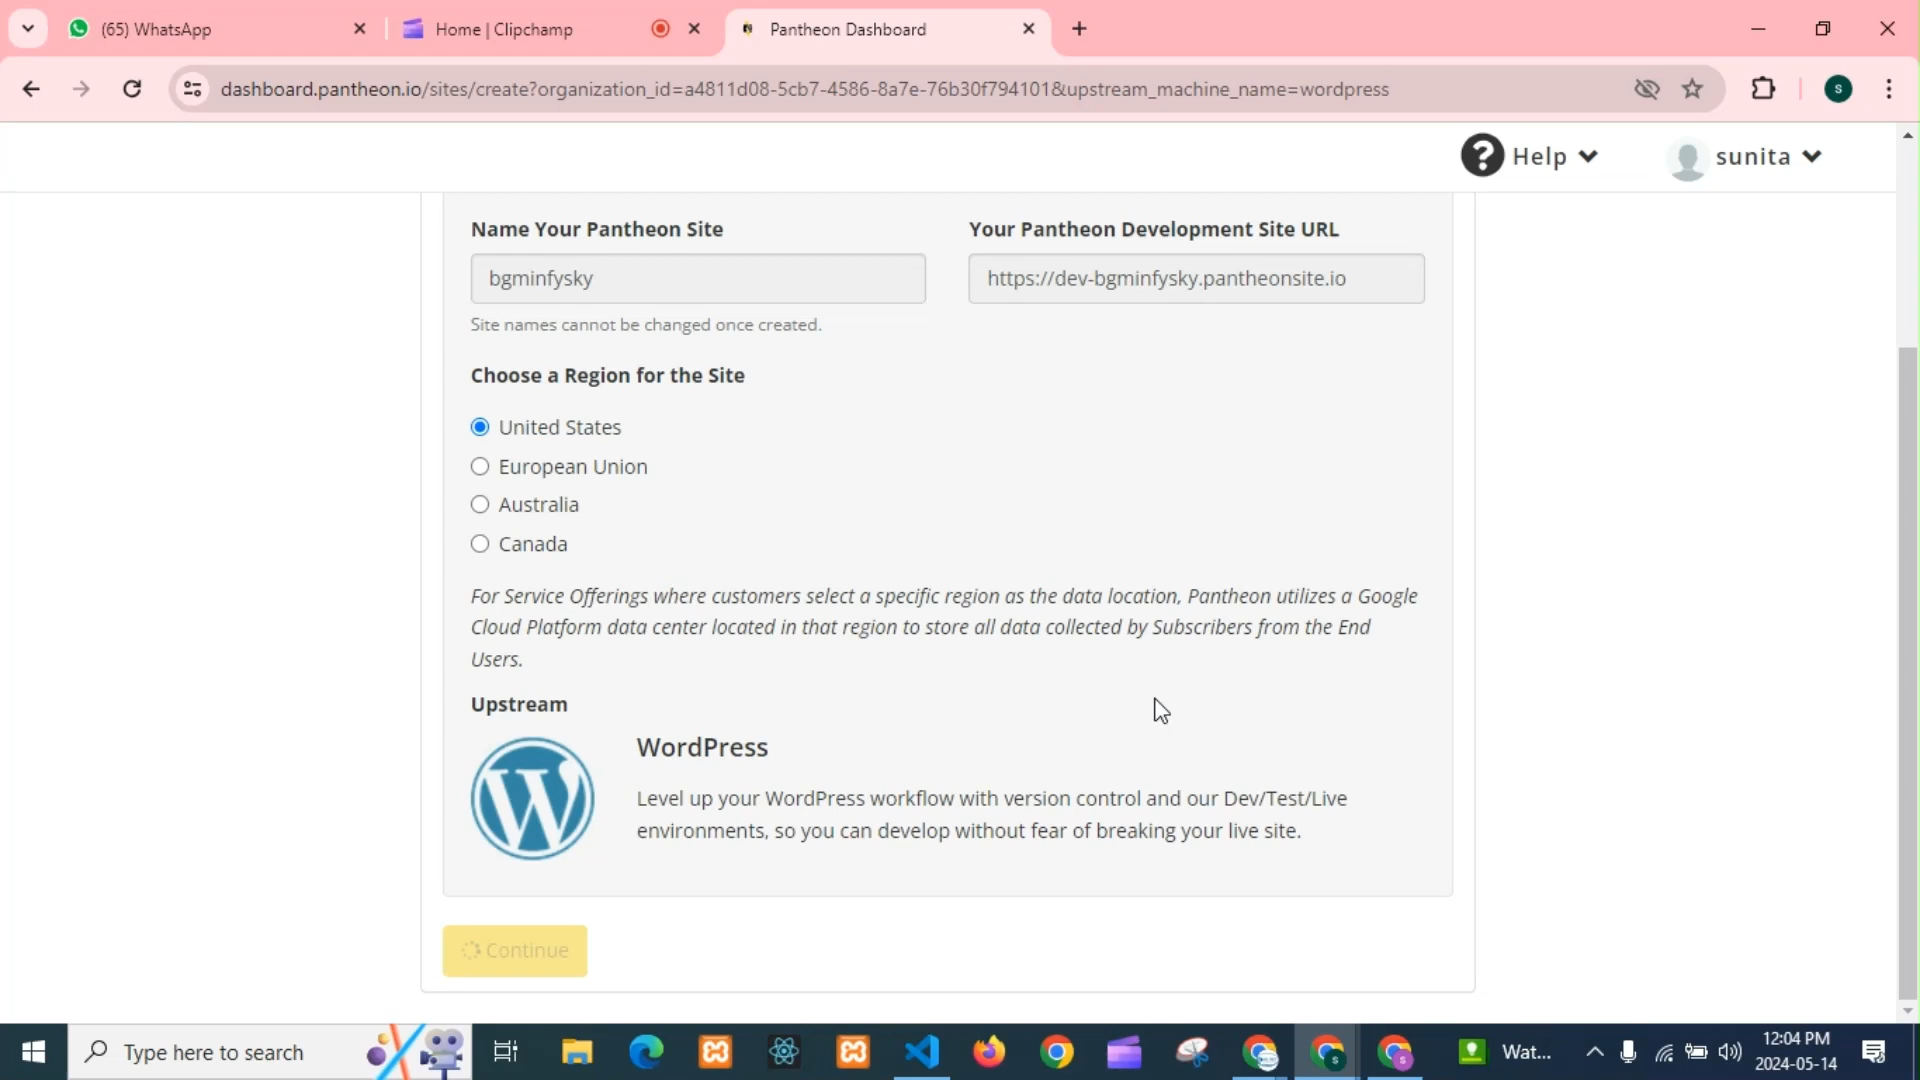 (65) WhatsApp
Home | Clipchamp
Pantheon Dashboard
dashboard.pantheon.io/sites/create?organization_id=a4811d08-5cb7-4586-8a7e-76b30f794101&upstream_machine_name=wordpress
s
? Help
sunita
Name Your Pantheon Site
Your Pantheon Development Site URL
bgminfysky
https://dev-bgminfysky.pantheonsite.io
Site names cannot be changed once created.
Choose a Region for the Site
United States
European Union
Australia
Canada
For Service Offerings where customers select a specific region as the data location, Pantheon utilizes a Google
Cloud Platform data center located in that region to store all data collected by Subscribers from the End
Users.
Upstream
WordPress
Level up your WordPress workflow with version control and our Dev/Test/Live
environments, so you can develop without fear of breaking your live site.
Continue
Type here to search
Wat...
12:04 PM
2024-05-14